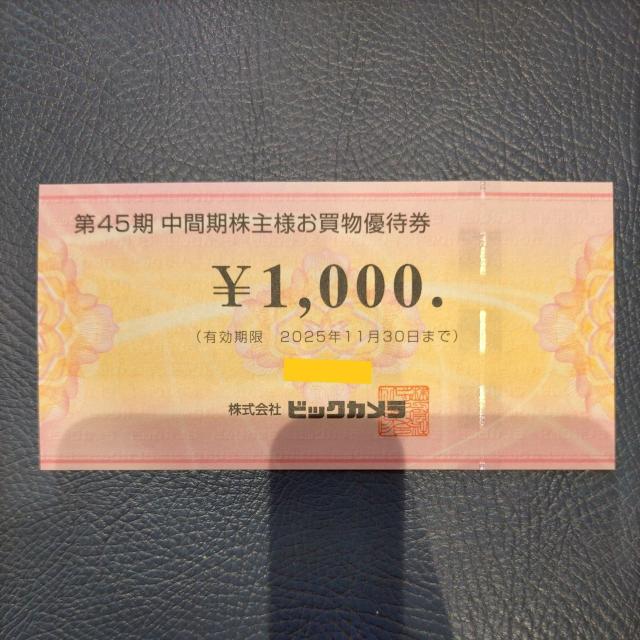 第45期 中間期株主様お買物優待券
¥1,000.
(有効期限 2025年11月30日まで)
株式会社 ビックカメラ